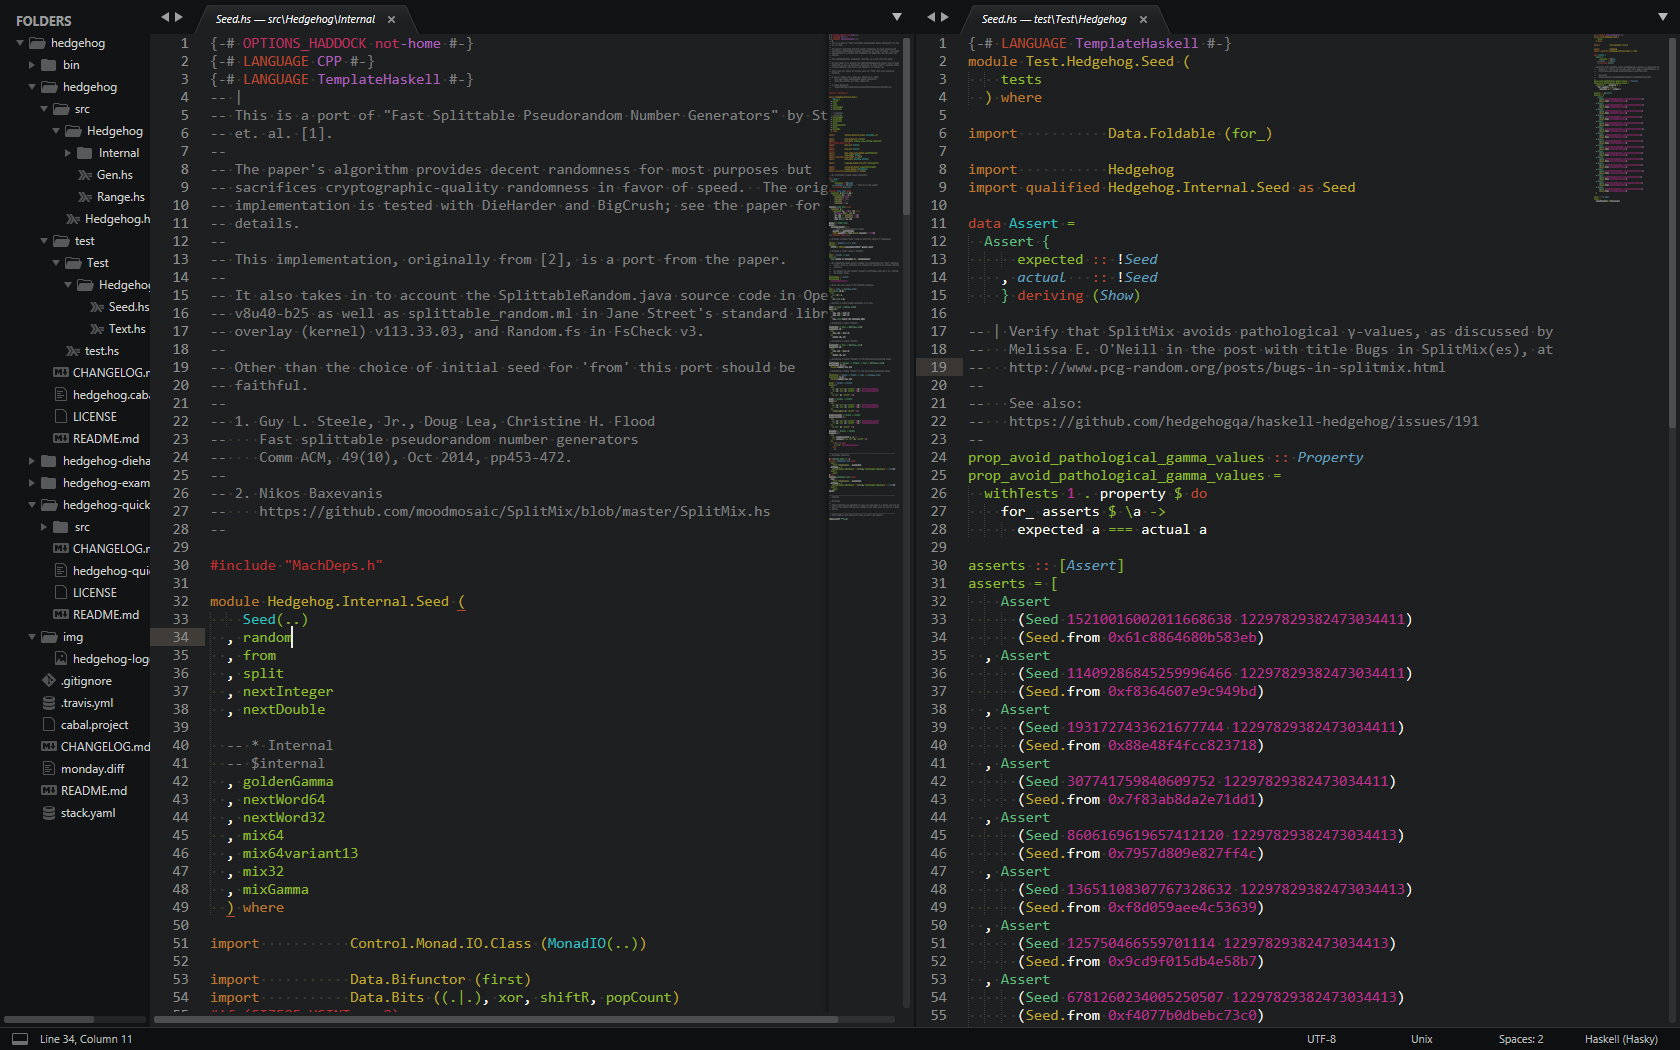 FOLDERS
hedgehog
bin
hedgehog
src
Hedgehog
Internal
Gen.hs
Range.hs
Hedgehog.h
test
Test
Hedgehog
Seed.hs
Text.hs
test.hs
CHANGELOG.r
hedgehog.caba
LICENSE
README.md
hedgehog-dieha
hedgehog-exam
hedgehog-quick
src
CHANGELOG.r
hedgehog-qui
LICENSE
README.md
img
hedgehog-log
.gitignore
.travis.yml
cabal.project
CHANGELOG.md
monday.diff
README.md
stack.yaml
Seed.hs — src\Hedgehog\Internal ×
1 {-# OPTIONS_HADDOCK not-home #-}
2 {-# LANGUAGE CPP #-}
3 {-# LANGUAGE TemplateHaskell #-}
4 -- |
5 -- This is a port of "Fast Splittable Pseudorandom Number Generators" by St
6 -- et. al. [1].
7 --
8 -- The paper's algorithm provides decent randomness for most purposes but
9 -- sacrifices cryptographic-quality randomness in favor of speed.  The orig
10 -- implementation is tested with DieHarder and BigCrush; see the paper for
11 -- details.
12 --
13 -- This implementation, originally from [2], is a port from the paper.
14 --
15 -- It also takes in to account the SplittableRandom.java source code in Ope
16 -- v8u40-b25 as well as splittable_random.ml in Jane Street's standard libr
17 -- overlay (kernel) v113.33.03, and Random.fs in FsCheck v3.
18 --
19 -- Other than the choice of initial seed for 'from' this port should be
20 -- faithful.
21 --
22 -- 1. Guy L. Steele, Jr., Doug Lea, Christine H. Flood
23 --    Fast splittable pseudorandom number generators
24 --    Comm ACM, 49(10), Oct 2014, pp453-472.
25 --
26 -- 2. Nikos Baxevanis
27 --    https://github.com/moodmosaic/SplitMix/blob/master/SplitMix.hs
28 --
29
30 #include "MachDeps.h"
31
32 module Hedgehog.Internal.Seed (
33     Seed(..)
34   , random
35   , from
36   , split
37   , nextInteger
38   , nextDouble
39
40   -- * Internal
41   -- $internal
42   , goldenGamma
43   , nextWord64
44   , nextWord32
45   , mix64
46   , mix64variant13
47   , mix32
48   , mixGamma
49   ) where
50
51 import           Control.Monad.IO.Class (MonadIO(..))
52
53 import           Data.Bifunctor (first)
54 import           Data.Bits ((.|.), xor, shiftR, popCount)
Seed.hs — test\Test\Hedgehog ×
1 {-# LANGUAGE TemplateHaskell #-}
2 module Test.Hedgehog.Seed (
3     tests
4   ) where
5
6 import           Data.Foldable (for_)
7
8 import           Hedgehog
9 import qualified Hedgehog.Internal.Seed as Seed
10
11 data Assert =
12   Assert {
13       expected :: !Seed
14     , actual   :: !Seed
15     } deriving (Show)
16
17 -- | Verify that SplitMix avoids pathological γ-values, as discussed by
18 --   Melissa E. O'Neill in the post with title Bugs in SplitMix(es), at
19 --   http://www.pcg-random.org/posts/bugs-in-splitmix.html
20 --
21 --   See also:
22 --   https://github.com/hedgehogqa/haskell-hedgehog/issues/191
23 --
24 prop_avoid_pathological_gamma_values :: Property
25 prop_avoid_pathological_gamma_values =
26   withTests 1 . property $ do
27     for_ asserts $ \a ->
28       expected a === actual a
29
30 asserts :: [Assert]
31 asserts = [
32     Assert
33       (Seed 15210016002011668638 12297829382473034411)
34       (Seed.from 0x61c8864680b583eb)
35   , Assert
36       (Seed 11409286845259996466 12297829382473034411)
37       (Seed.from 0xf8364607e9c949bd)
38   , Assert
39       (Seed 1931727433621677744 12297829382473034411)
40       (Seed.from 0x88e48f4fcc823718)
41   , Assert
42       (Seed 307741759840609752 12297829382473034411)
43       (Seed.from 0x7f83ab8da2e71dd1)
44   , Assert
45       (Seed 8606169619657412120 12297829382473034413)
46       (Seed.from 0x7957d809e827ff4c)
47   , Assert
48       (Seed 13651108307767328632 12297829382473034413)
49       (Seed.from 0xf8d059aee4c53639)
50   , Assert
51       (Seed 125750466559701114 12297829382473034413)
52       (Seed.from 0x9cd9f015db4e58b7)
53   , Assert
54       (Seed 6781260234005250507 12297829382473034413)
55       (Seed.from 0xf4077b0dbebc73c0)
Line 34, Column 11
UTF-8
Unix
Spaces: 2
Haskell (Hasky)